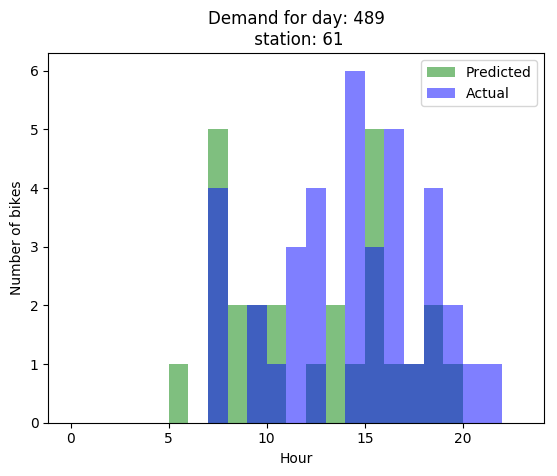 Demand for day: 489
station: 61
Predicted
Actual
Number of bikes
6
5
4
3
2
1
0
0 5 10 15 20
Hour